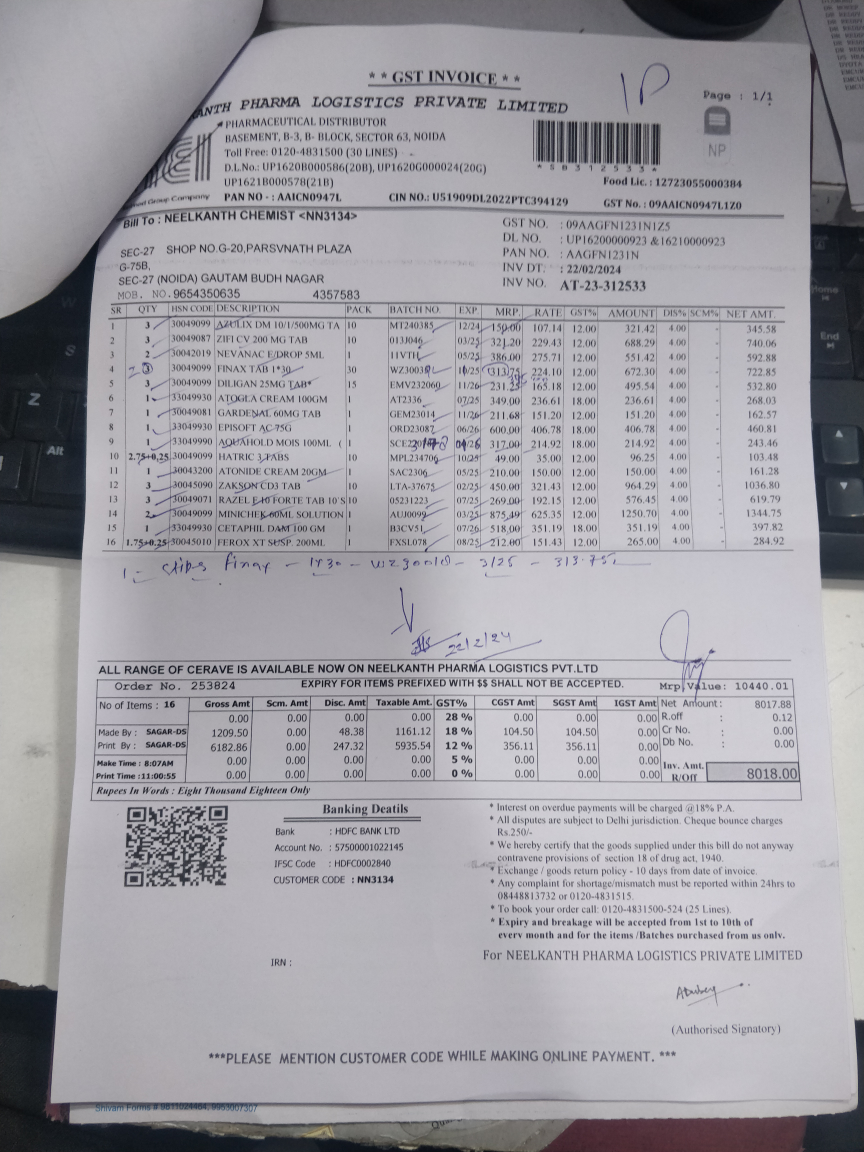 * * GST INVOICE * *
KANTH PHARMA LOGISTICS PRIVATE LIMITED
Page : 1/1
PHARMACEUTICAL DISTRIBUTOR
BASEMENT, B-3, B- BLOCK, SECTOR 63, NOIDA
Toll Free: 0120-4831500 (30 LINES)
D.L.No.: UP1620B000586(20B), UP1620G000024(20G)
UP1621B000578(21B)
PAN NO - : AAICN0947L
CIN NO.: U51909DL2022PTC394129
* 5 8 3 1 2 5 3 3 *
NP
Food Lic. : 12723055000384
GST No. : 09AAICN0947L1Z0
Group Company
Bill To : NEELKANTH CHEMIST <NN3134>
SEC-27 SHOP NO.G-20,PARSVNATH PLAZA
G-75B,
SEC-27 (NOIDA) GAUTAM BUDH NAGAR
MOB. NO. 9654350635 4357583
GST NO. : 09AAGFN1231N1Z5
DL NO. : UP16200000923 &16210000923
PAN NO. : AAGFN1231N
INV DT. : 22/02/2024
INV NO. AT-23-312533
SR QTY HSN CODE DESCRIPTION PACK BATCH NO. EXP MRP. RATE GST% AMOUNT DIS% SCM% NET AMT.
1 3 30049099 AZULIX DM 10/1/500MG TA 10 MT240385 12/24 150.00 107.14 12.00 321.42 4.00 - 345.58
2 3 30049087 ZIFI CV 200 MG TAB 10 013J046 03/25 321.20 229.43 12.00 688.29 4.00 - 740.06
3 2 30042019 NEVANAC E/DROP 5ML 1 11VTH 05/25 386.00 275.71 12.00 551.42 4.00 - 592.88
4 3 30049099 FINAX TAB 1*30 30 10/25 313.75 224.10 12.00 672.30 4.00 - 722.85
5 3 30049099 DILIGAN 25MG TAB* 15 EMV232060 11/26 231.25 165.18 12.00 495.54 4.00 - 532.80
6 1 33049930 ATOGLA CREAM 100GM 1 AT2336 07/25 349.00 236.61 18.00 236.61 4.00 - 268.03
7 1 30049081 GARDENAL 60MG TAB 1 GEM23014 11/26 211.68 151.20 12.00 151.20 4.00 - 162.57
8 1 33049930 EPISOFT AC 75G 1 ORD23087 06/26 600.00 406.78 18.00 406.78 4.00 - 460.81
9 1 33049990 AQUAHOLD MOIS 100ML ( 1 317.00 214.92 18.00 214.92 4.00 - 243.46
10 2.75+0.25 30049099 HATRIC 3 TABS 10 MPL234706 10/25 49.00 35.00 12.00 96.25 4.00 - 103.48
11 1 30043200 ATONIDE CREAM 20GM 1 SAC2306 05/25 210.00 150.00 12.00 150.00 4.00 - 161.28
12 3 30045090 ZAKSON CD3 TAB 10 LTA-37675 02/25 450.00 321.43 12.00 964.29 4.00 - 1036.80
13 3 30049071 RAZEL F 10 FORTE TAB 10'S 10 05231223 07/25 269.00 192.15 12.00 576.45 4.00 - 619.79
14 2 30049099 MINICHEK 60ML SOLUTION 1 AUJ0099 03/25 875.49 625.35 12.00 1250.70 4.00 - 1344.75
15 1 33049930 CETAPHIL DAM 100 GM 1 B3CV51 07/26 518.00 351.19 18.00 351.19 4.00 - 397.82
16 1.75+0.25 30045010 FEROX XT SUSP. 200ML 1 FXSL078 08/25 212.00 151.43 12.00 265.00 4.00 - 284.92
1 - strips finax - 1x30 - WZ30018 - 3/25 - 313.75
22/2/24
ALL RANGE OF CERAVE IS AVAILABLE NOW ON NEELKANTH PHARMA LOGISTICS PVT.LTD
Order No. 253824 EXPIRY FOR ITEMS PREFIXED WITH $$ SHALL NOT BE ACCEPTED. Mrp Value: 10440.01
No of Items : 16 Gross Amt Scm. Amt Disc. Amt Taxable Amt. GST% CGST Amt SGST Amt IGST Amt Net Amount : 8017.88
0.00 0.00 0.00 0.00 28 % 0.00 0.00 0.00 R.off 0.12
Made By : SAGAR-DS 1209.50 0.00 48.38 1161.12 18 % 104.50 104.50 0.00 Cr No. : 0.00
Print By : SAGAR-DS 6182.86 0.00 247.32 5935.54 12 % 356.11 356.11 0.00 Db No. : 0.00
Make Time : 8:07AM 0.00 0.00 0.00 0.00 5 % 0.00 0.00 0.00
Print Time :11:00:55 0.00 0.00 0.00 0.00 0 % 0.00 0.00 0.00 Inv. Amt. R/Off 8018.00
Rupees In Words : Eight Thousand Eighteen Only
Banking Deatils
Bank : HDFC BANK LTD
Account No. : 57500001022145
IFSC Code : HDFC0002840
CUSTOMER CODE : NN3134
* Interest on overdue payments will be charged @18% P.A.
* All disputes are subject to Delhi jurisdiction. Cheque bounce charges
Rs.250/-
* We hereby certify that the goods supplied under this bill do not anyway
contravene provisions of section 18 of drug act, 1940.
* Exchange / goods return policy - 10 days from date of invoice.
* Any complaint for shortage/mismatch must be reported within 24hrs to
08448813732 or 0120-4831515.
* To book your order call: 0120-4831500-524 (25 Lines).
* Expiry and breakage will be accepted from 1st to 10th of
every month and for the items /Batches purchased from us only.
IRN :
For NEELKANTH PHARMA LOGISTICS PRIVATE LIMITED
(Authorised Signatory)
***PLEASE MENTION CUSTOMER CODE WHILE MAKING ONLINE PAYMENT. ***
Shivam Forms # 9811024464, 9953007307